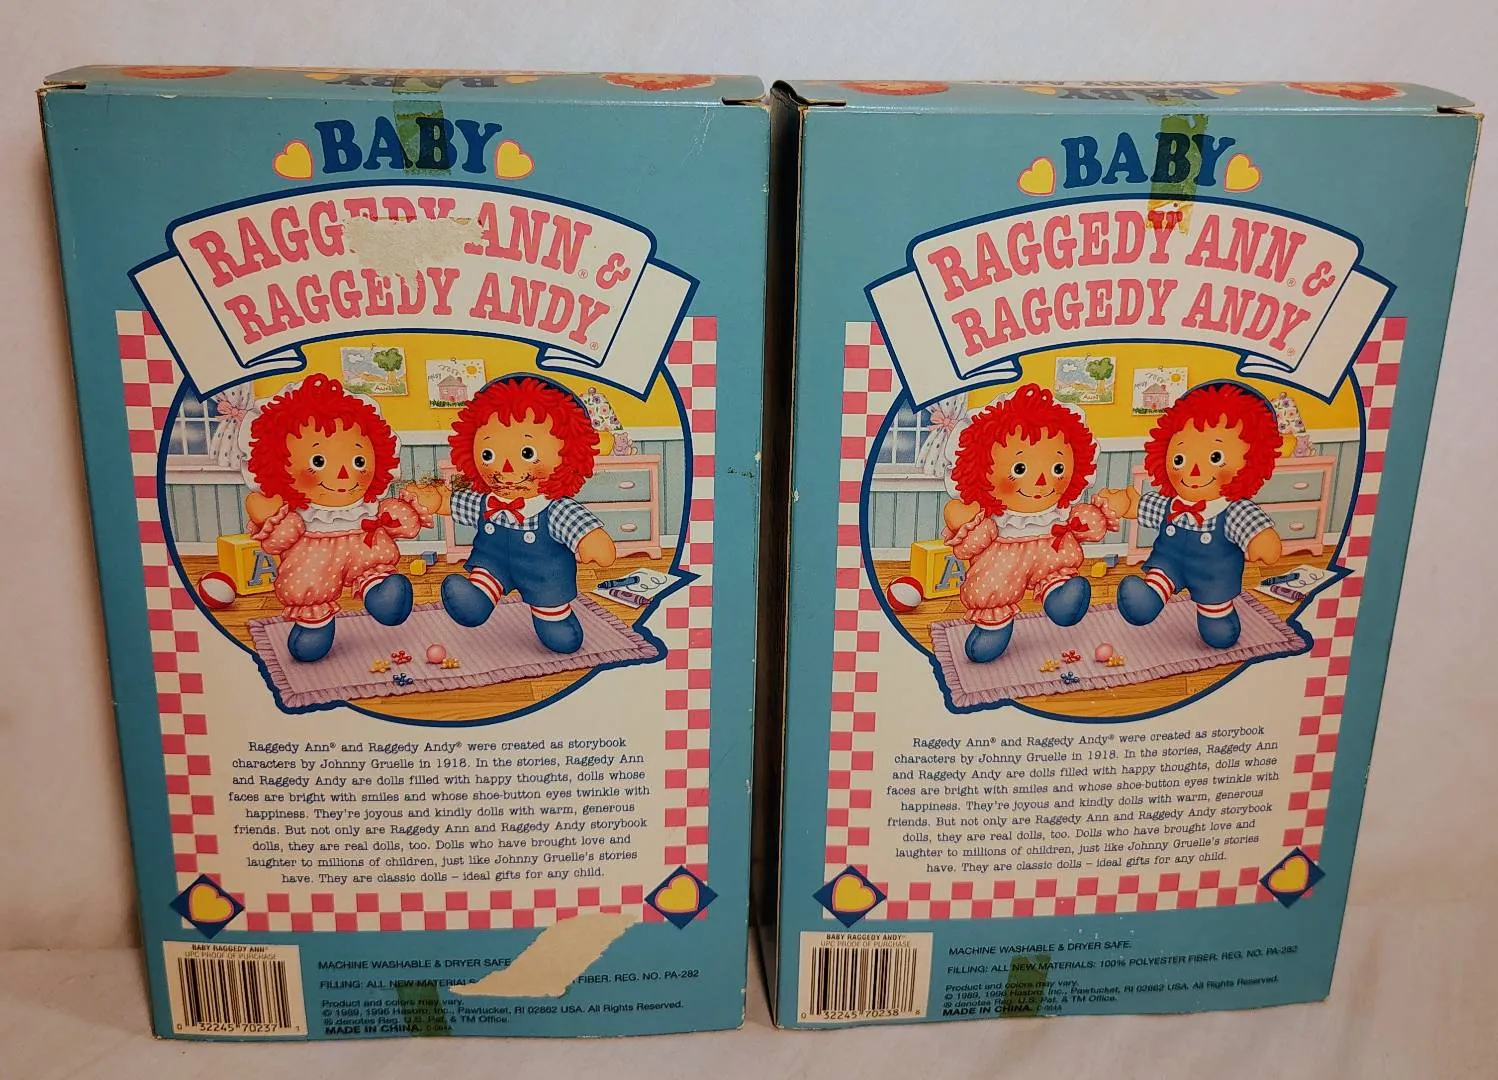 BABY
RAGGEDY ANN ®&
RAGGEDY ANDY®
Raggedy Ann® and Raggedy Andy® were created as storybook
characters by Johnny Gruelle in 1918. In the stories, Raggedy Ann
and Raggedy Andy are dolls filled with happy thoughts, dolls whose
faces are bright with smiles and whose shoe-button eyes twinkle with
happiness. They're joyous and kindly dolls with warm, generous
friends. But not only are Raggedy Ann and Raggedy Andy storybook
dolls, they are real dolls, too. Dolls who have brought love and
laughter to millions of children, just like Johnny Gruelle's stories
have. They are classic dolls – ideal gifts for any child.
A
BABY RAGGEDY ANN®
UPC PROOF OF PURCHASE
0 32245 70237 1
MACHINE WASHABLE & DRYER SAFE
FILLING: ALL NEW MATERIALS FIBER. REG. NO. PA-282
Product and colors may vary.
© 1989, 1996 Hasbro, Inc., Pawtucket, RI 02862 USA. All Rights Reserved.
® denotes Reg. U.S. Pat. & TM Office.
MADE IN CHINA.
BABY
RAGGEDY ANN ®&
RAGGEDY ANDY®
Raggedy Ann® and Raggedy Andy® were created as storybook
characters by Johnny Gruelle in 1918. In the stories, Raggedy Ann
and Raggedy Andy are dolls filled with happy thoughts, dolls whose
faces are bright with smiles and whose shoe-button eyes twinkle with
happiness. They're joyous and kindly dolls with warm, generous
friends. But not only are Raggedy Ann and Raggedy Andy storybook
dolls, they are real dolls, too. Dolls who have brought love and
laughter to millions of children, just like Johnny Gruelle's stories
have. They are classic dolls – ideal gifts for any child.
A
BABY RAGGEDY ANDY®
UPC PROOF OF PURCHASE
0 32245 70238 8
MACHINE WASHABLE & DRYER SAFE.
FILLING: ALL NEW MATERIALS: 100% POLYESTER FIBER. REG. NO. PA-282
Product and colors may vary.
© 1989, 1996 Hasbro, Inc., Pawtucket, RI 02862 USA. All Rights Reserved.
® denotes Reg. U.S. Pat. & TM Office.
MADE IN CHINA.